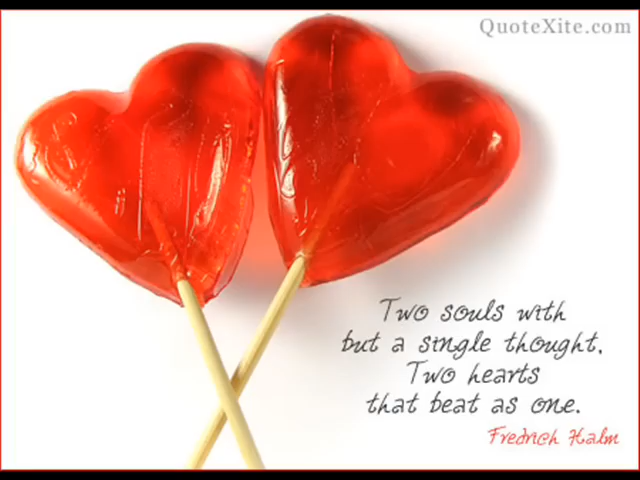 QuoteXite.com
Two souls with
but a single thought,
Two hearts
that beat as one.
Fredrich Halm